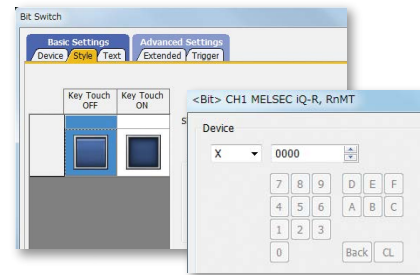 Bit Switch
Basic Settings
Advanced Settings
Device
Style
Text
Extended
Trigger
Key Touch
OFF
Key Touch
ON
<Bit> CH1 MELSEC iQ-R, RnMT
Device
X
0000
7 8 9 D E F
4 5 6 A B C
1 2 3
0 Back CL